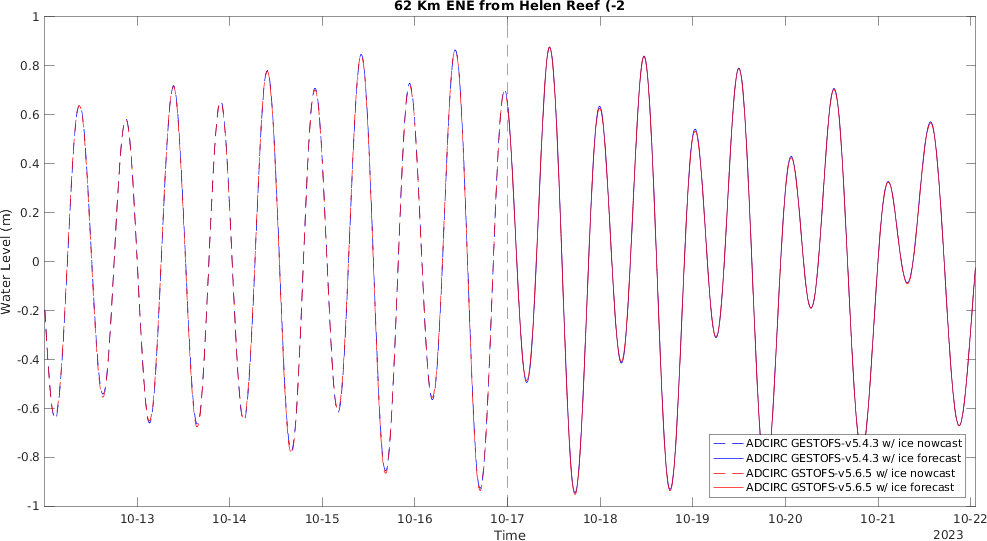 62 Km ENE from Helen Reef (-2
1
0.8
0.6
0.4
0.2
0
-0.2
-0.4
-0.6
-0.8
-1
Water Level (m)
10-13 10-14 10-15 10-16 10-17 10-18 10-19 10-20 10-21 10-22
Time
2023
ADCIRC GESTOFS-v5.4.3 w/ ice nowcast
ADCIRC GESTOFS-v5.4.3 w/ ice forecast
ADCIRC GSTOFS-v5.6.5 w/ ice nowcast
ADCIRC GSTOFS-v5.6.5 w/ ice forecast